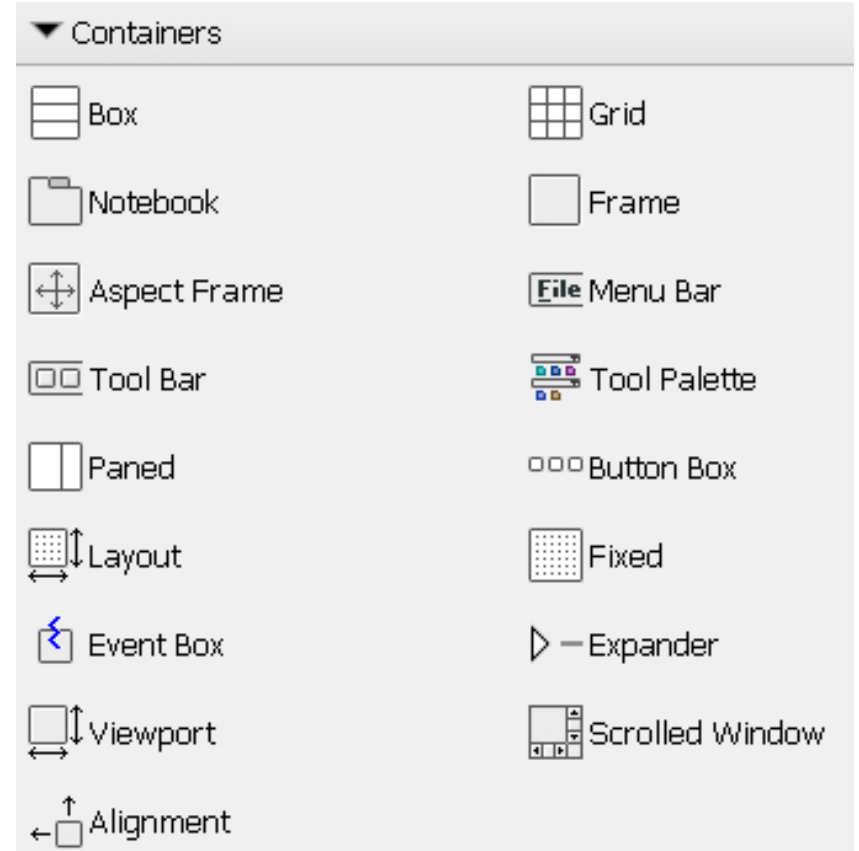 Containers
Box
Grid
Notebook
Frame
Aspect Frame
File
Menu Bar
Tool Bar
Tool Palette
Paned
Button Box
Layout
Fixed
Event Box
Expander
Viewport
Scrolled Window
Alignment